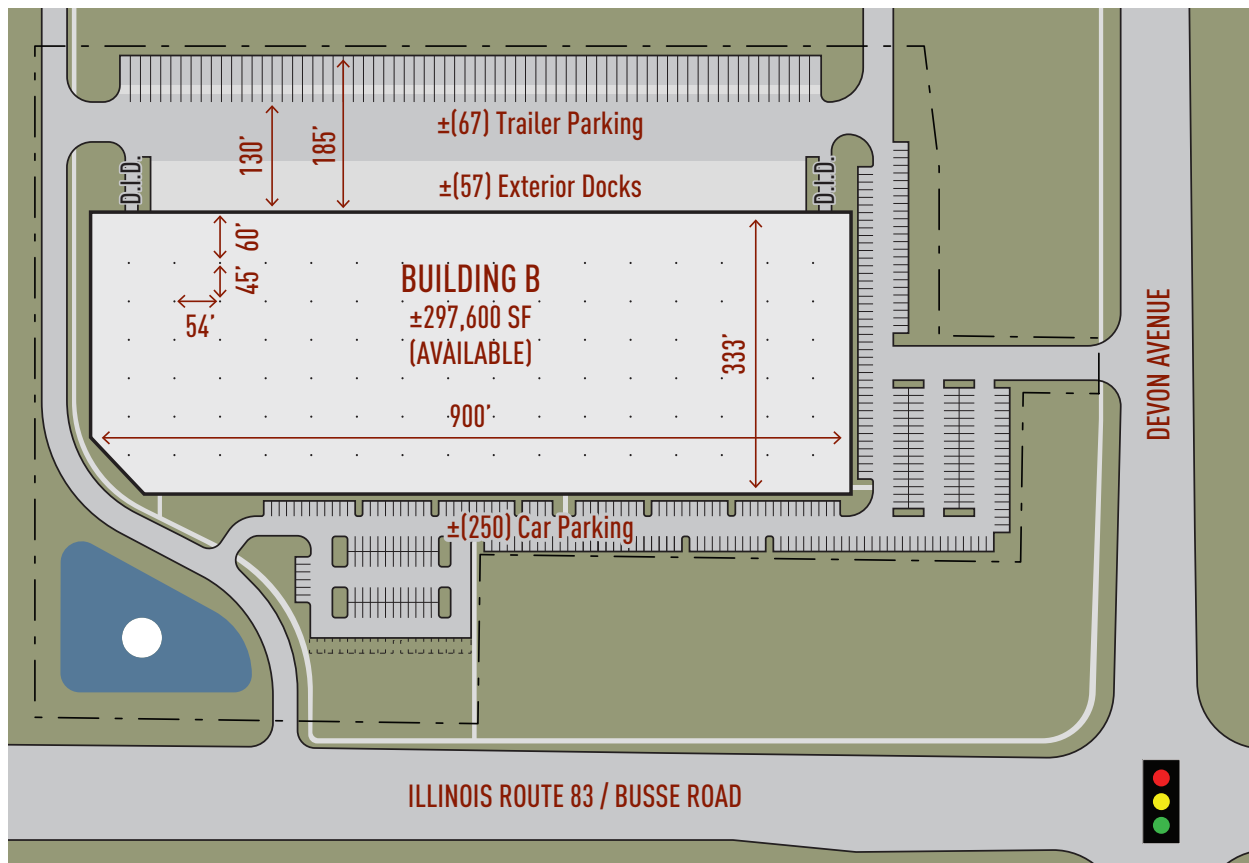 ±(67) Trailer Parking
130'
185'
D.I.D.
±(57) Exterior Docks
D.I.D.
60'
45'
54'
BUILDING B
±297,600 SF
(AVAILABLE)
333'
900'
DEVON AVENUE
±(250) Car Parking
ILLINOIS ROUTE 83 / BUSSE ROAD